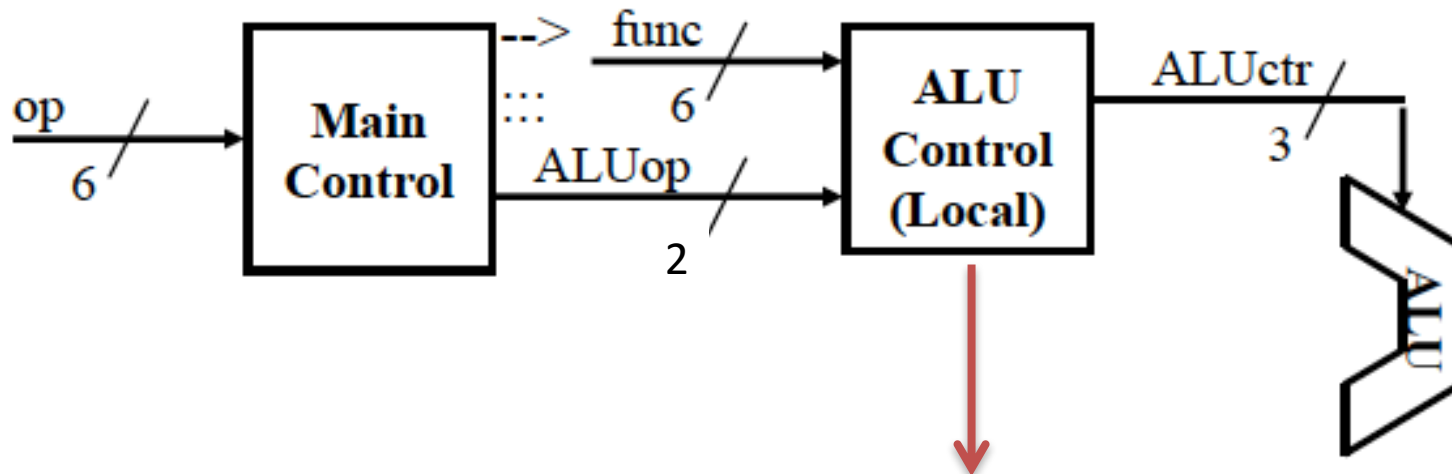 op
6
Main
Control
-->
:::
func
6
ALUop
2
ALU
Control
(Local)
ALUctr
3
ALU